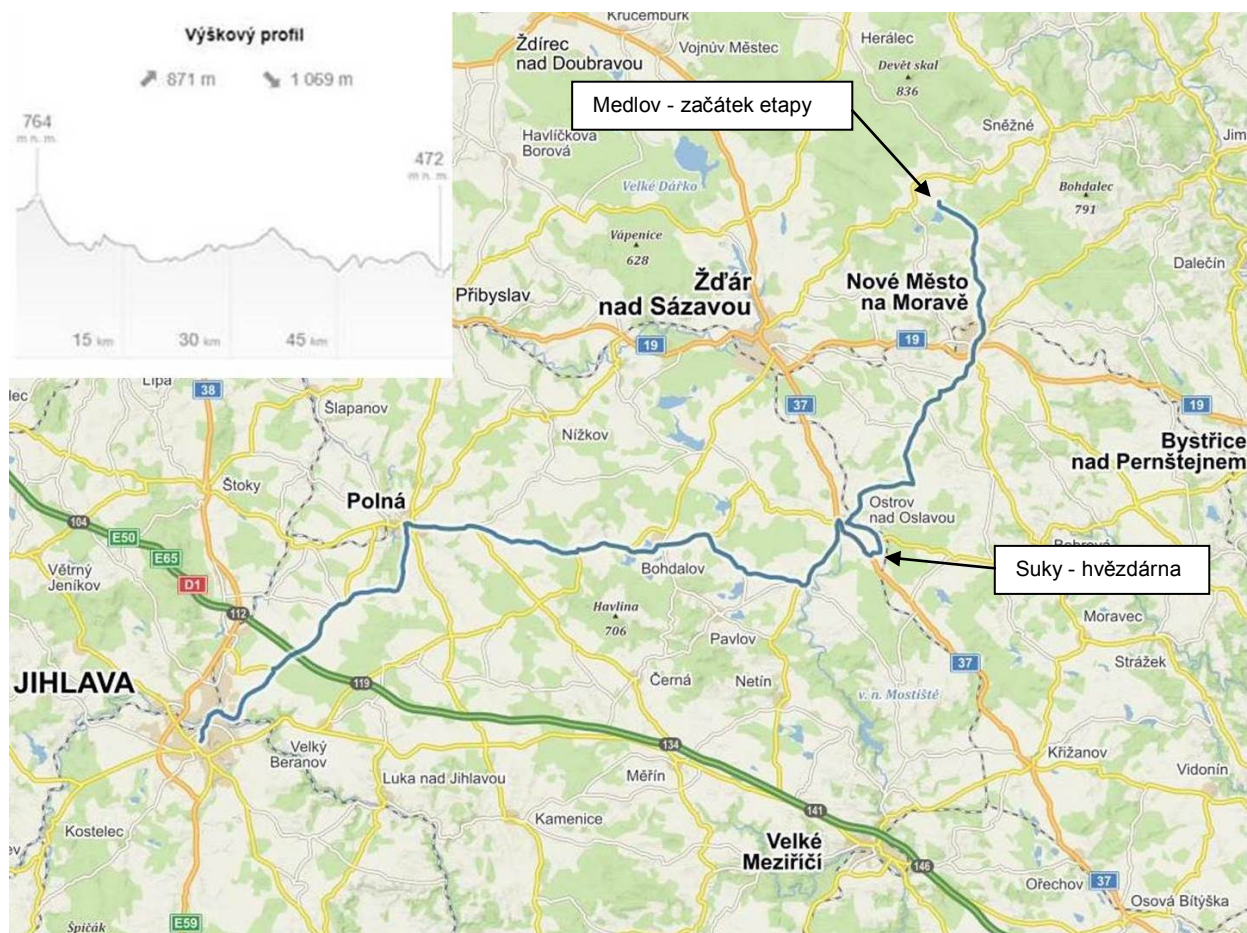 Výškový profil
871 m 1 069 m
764
m n. m.
472
m n. m.
15 km 30 km 45 km
Krucemburk
Ždírec
nad Doubravou
Vojnův Městec
Herálec
Devět skal
836
Medlov - začátek etapy
Sněžné
Jim
Havlíčkova
Borová
Velké Dářko
Bohdalec
791
Vápenice
628
Dalečín
Žďár
nad Sázavou
Nové Město
na Moravě
Přibyslav
19
19
38
37
19
Lípa
lec
Šlapanov
Nížkov
Bystřice
nad Pernštejnem
Štoky
Polná
Ostrov
nad Oslavou
104
E50
E65
D1
Větrný
Jeníkov
Bohdalov
Bobrová
Suky - hvězdárna
112
Havlina
706
Pavlov
Moravec
Strážek
37
JIHLAVA
119
Černá
Netín
v. n. Mostiště
Velký
Beranov
134
Luka nad Jihlavou
Měřín
Křižanov
Vidonín
141
Kostelec
Kamenice
Velké
Meziříčí
146
Ořechov
37
Osová Bítýška
E59
Špičák